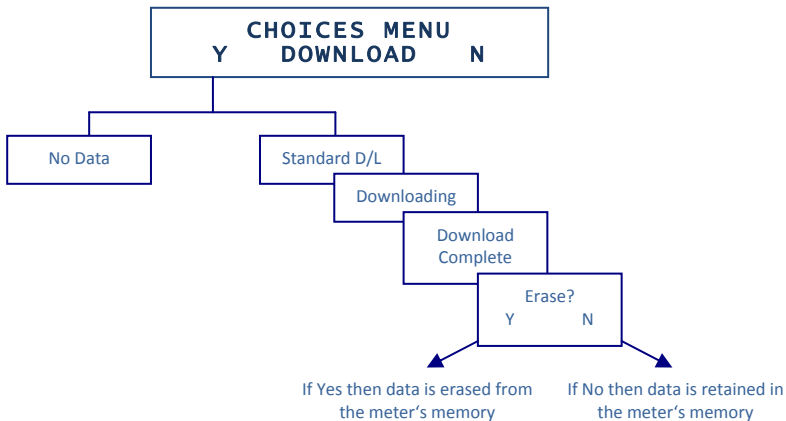 CHOICES MENU
Y DOWNLOAD N
No Data
Standard D/L
Downloading
Download
Complete
Erase?
Y N
If Yes then data is erased from
the meter‘s memory
If No then data is retained in
the meter‘s memory